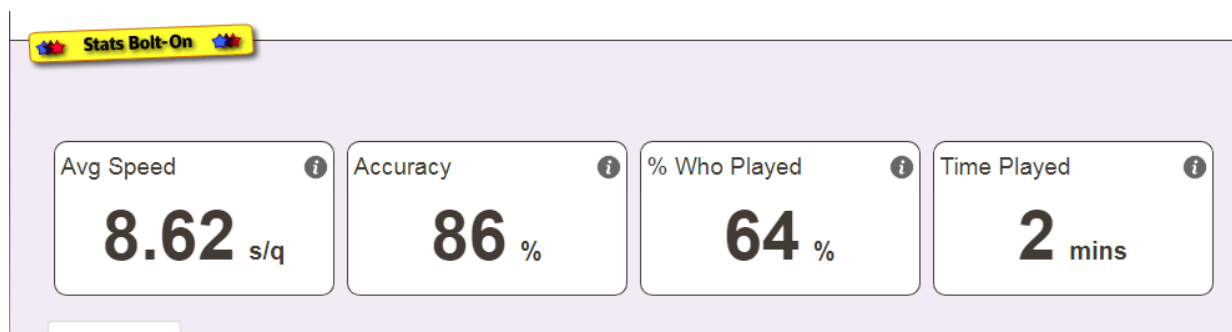 Stats Bolt-On
Avg Speed
8.62 s/q
Accuracy
86 %
% Who Played
64 %
Time Played
2 mins